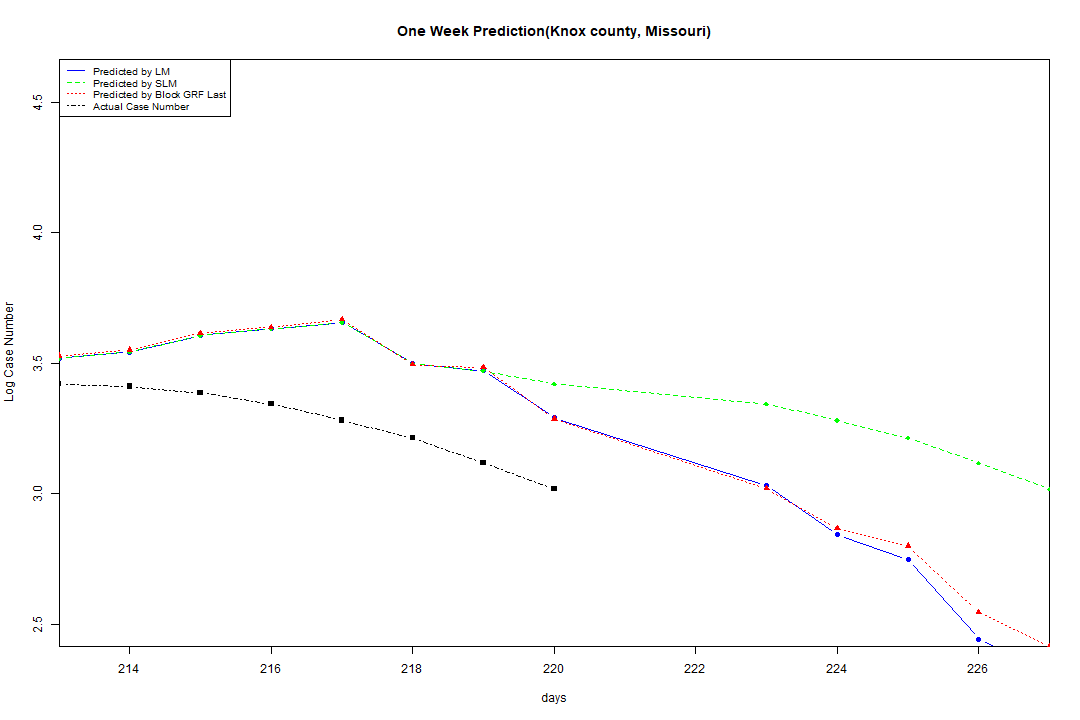 One Week Prediction(Knox county, Missouri)
Predicted by LM
Predicted by SLM
Predicted by Block GRF Last
Actual Case Number
4.5
4.0
3.5
3.0
2.5
Log Case Number
214 216 218 220 222 224 226
days